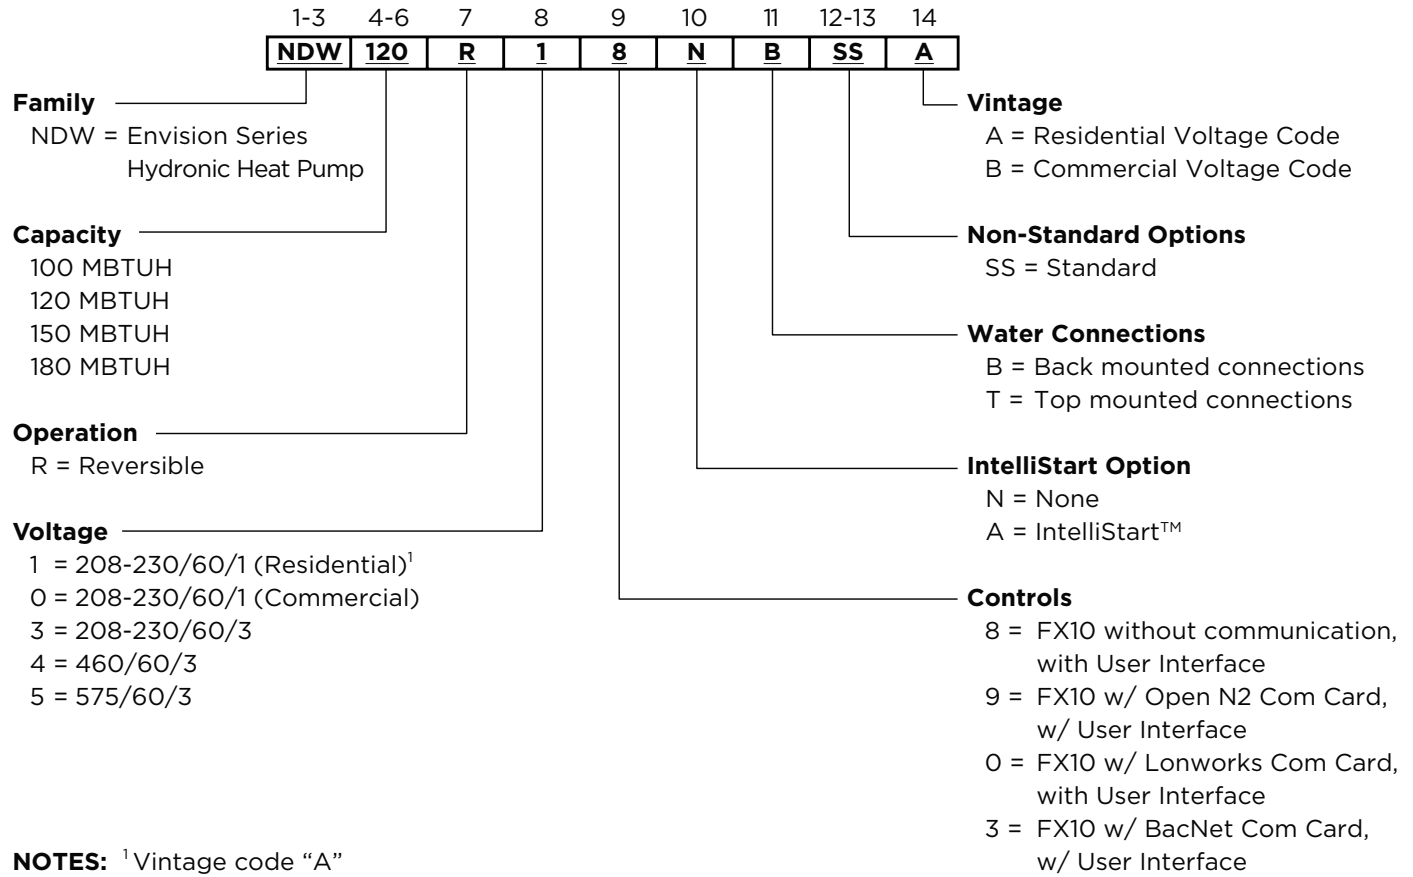 1-3 4-6 7 8 9 10 11 12-13 14
NDW 120 R 1 8 N B SS A
Family
NDW = Envision Series
Hydronic Heat Pump
Capacity
100 MBTUH
120 MBTUH
150 MBTUH
180 MBTUH
Operation
R = Reversible
Voltage
1 = 208-230/60/1 (Residential)¹
0 = 208-230/60/1 (Commercial)
3 = 208-230/60/3
4 = 460/60/3
5 = 575/60/3
NOTES: ¹ Vintage code “A”
Vintage
A = Residential Voltage Code
B = Commercial Voltage Code
Non-Standard Options
SS = Standard
Water Connections
B = Back mounted connections
T = Top mounted connections
IntelliStart Option
N = None
A = IntelliStart™
Controls
8 = FX10 without communication,
with User Interface
9 = FX10 w/ Open N2 Com Card,
w/ User Interface
0 = FX10 w/ Lonworks Com Card,
with User Interface
3 = FX10 w/ BacNet Com Card,
w/ User Interface